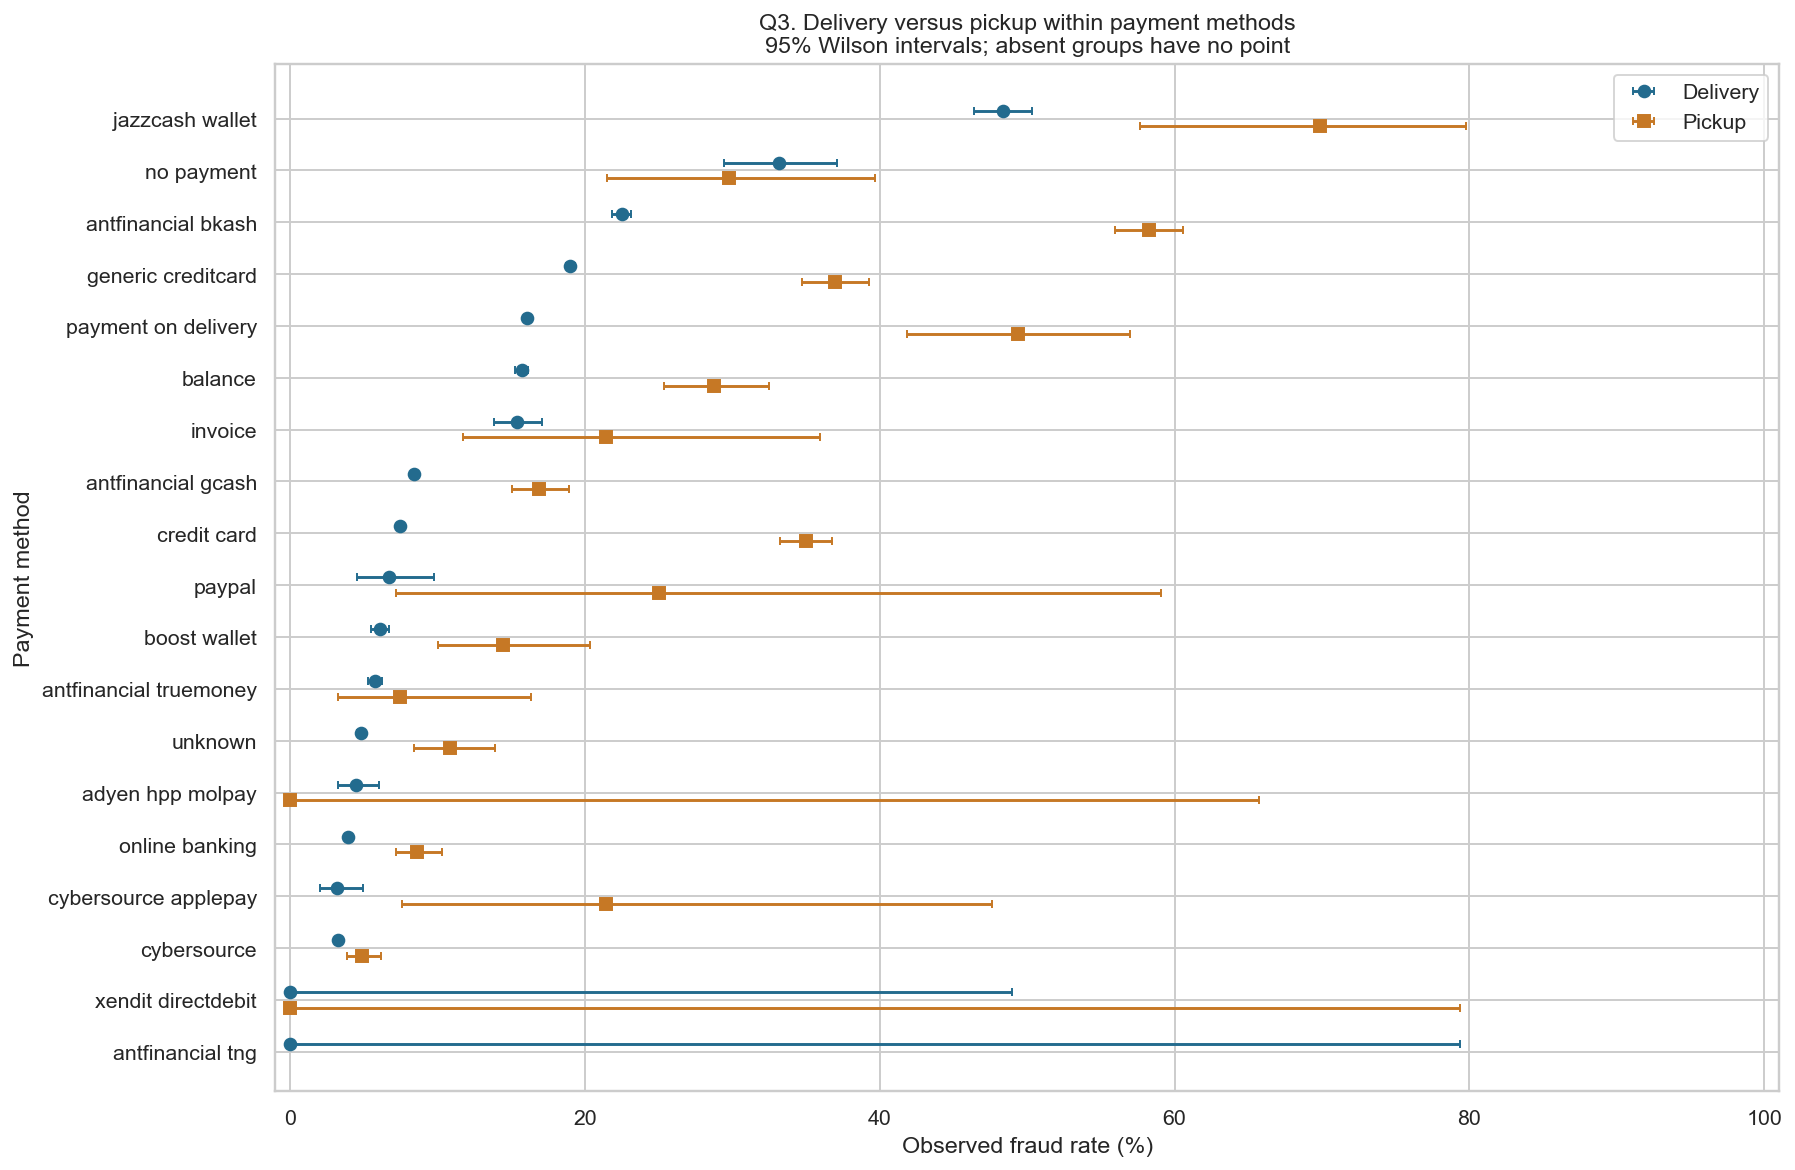 Q3. Delivery versus pickup within payment methods
95% Wilson intervals; absent groups have no point
Delivery
Pickup
Payment method
jazzcash wallet
no payment
antfinancial bkash
generic creditcard
payment on delivery
balance
invoice
antfinancial gcash
credit card
paypal
boost wallet
antfinancial truemoney
unknown
adyen hpp molpay
online banking
cybersource applepay
cybersource
xendit directdebit
antfinancial tng
0 20 40 60 80 100
Observed fraud rate (%)